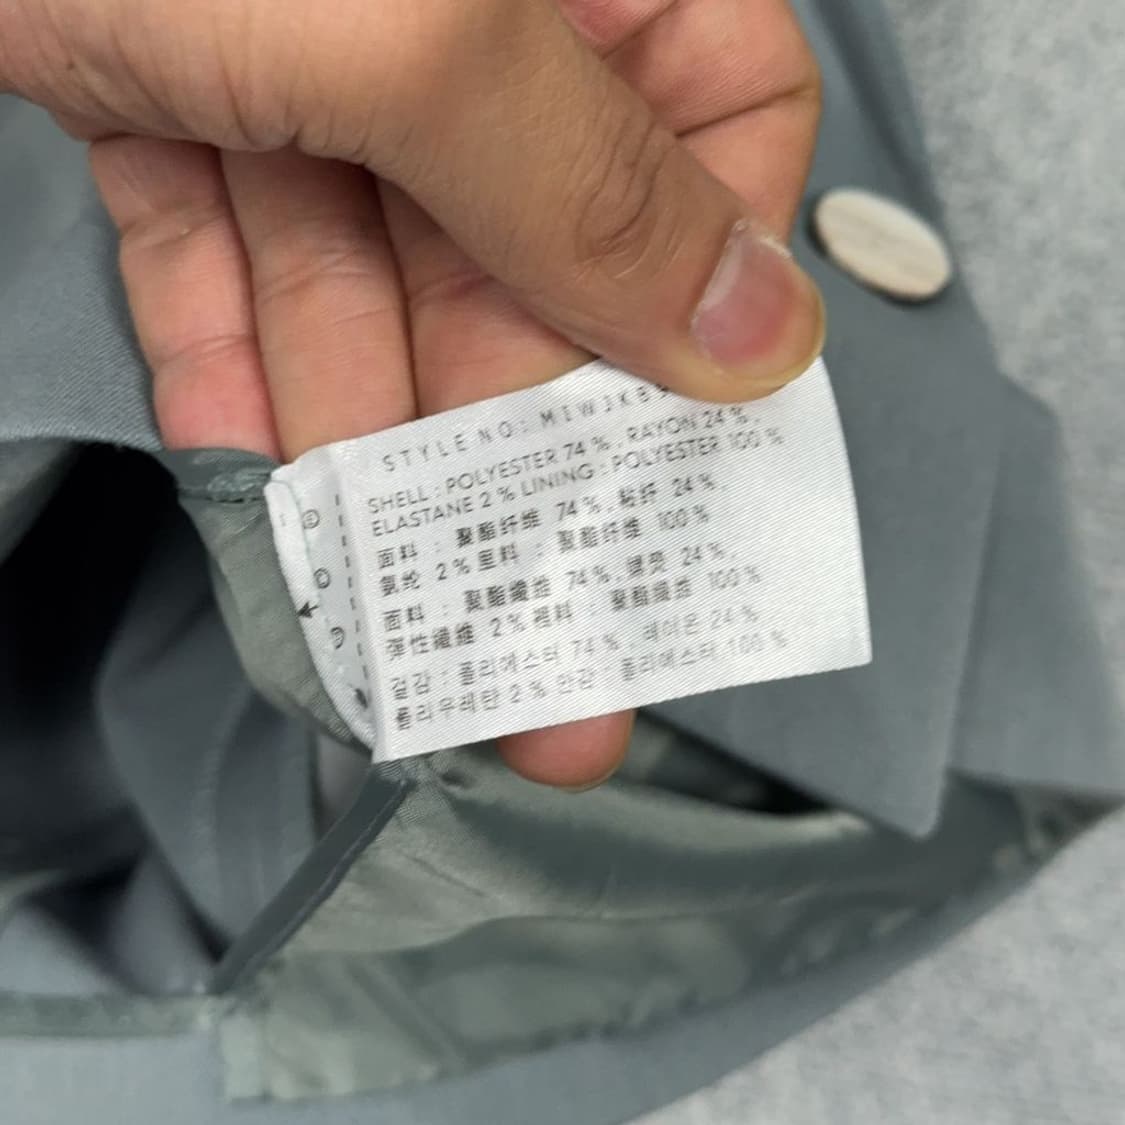 STYLE NO: MIWJKB
SHELL : POLYESTER 74 % , RAYON 24 % ,
ELASTANE 2 % LINING : POLYESTER 100 %
面料 : 聚酯纤维 74 % , 粘纤 24 % ,
氨纶 2 % 里料 : 聚酯纤维 100 %
面料 : 聚酯纖維 74 % , 24 % ,
彈性纖維 2 % 裡料 : 聚酯纖維 100 %
겉감 : 폴리에스터 74 % , 레이온 24 % ,
폴리우레탄 2 % 안감 : 폴리에스터 100 %